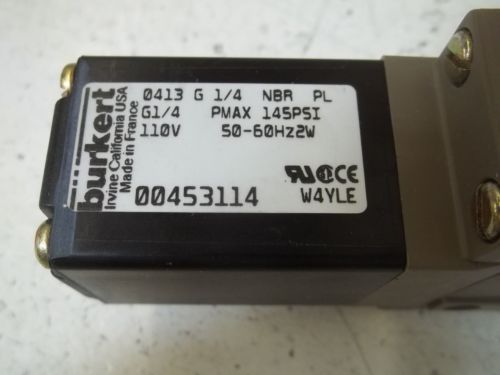 burkert
Irvine California USA
Made in France
0413 G 1/4 NBR PL
G1/4 PMAX 145PSI
110V 50-60Hz2W
00453114
CE
W4YLE